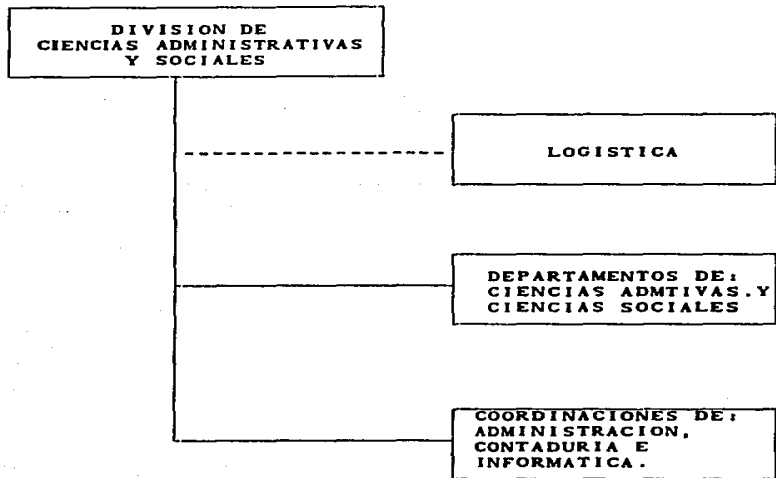 DIVISION DE
CIENCIAS ADMINISTRATIVAS
Y SOCIALES
LOGISTICA
DEPARTAMENTOS DE:
CIENCIAS ADMTIVAS.Y
CIENCIAS SOCIALES
COORDINACIONES DE:
ADMINISTRACION,
CONTADURIA E
INFORMATICA.